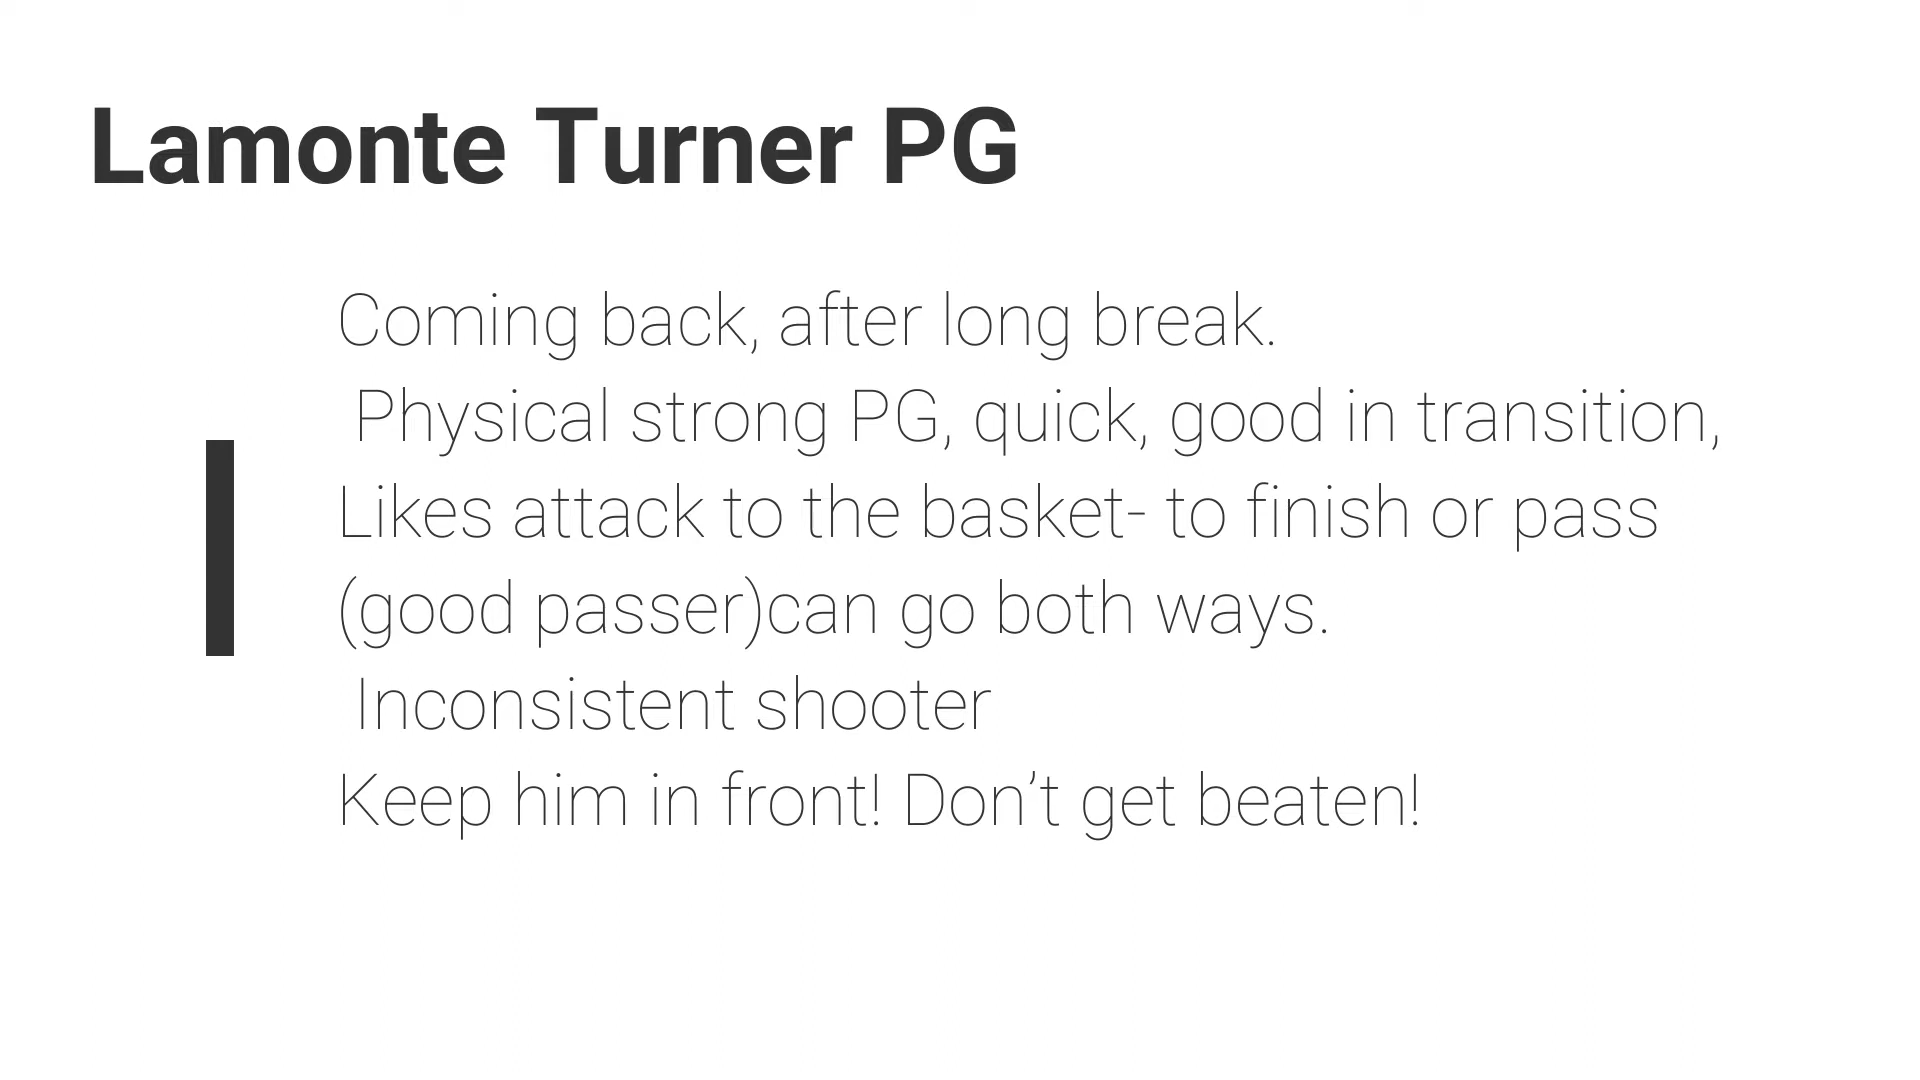 Lamonte Turner PG
Coming back, after long break.
Physical strong PG, quick, good in transition,
Likes attack to the basket- to finish or pass
(good passer)can go both ways.
Inconsistent shooter
Keep him in front! Don’t get beaten!